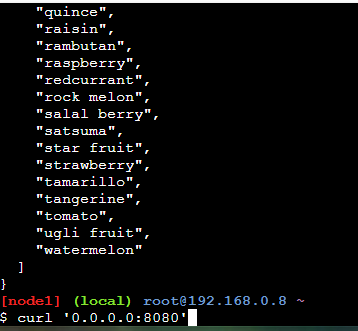 "quince",
"raisin",
"rambutan",
"raspberry",
"redcurrant",
"rock melon",
"salal berry",
"satsuma",
"star fruit",
"strawberry",
"tamarillo",
"tangerine",
"tomato",
"ugli fruit",
"watermelon"
]
}
[node1] (local) root@192.168.0.8 ~
$ curl '0.0.0.0:8080'